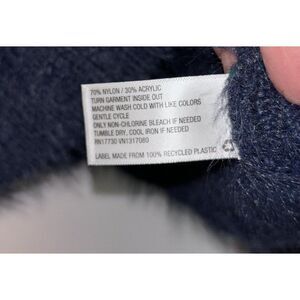 70% NYLON / 30% ACRYLIC
TURN GARMENT INSIDE OUT
MACHINE WASH COLD WITH LIKE COLORS
GENTLE CYCLE
ONLY NON-CHLORINE BLEACH IF NEEDED
TUMBLE DRY, COOL IRON IF NEEDED
RN17730 VN1317080
LABEL MADE FROM 100% RECYCLED PLASTIC